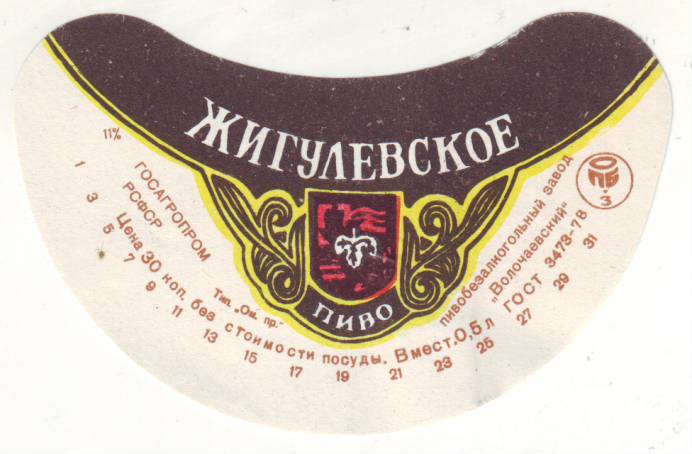 ЖИГУЛЕВСКОЕ
ПИВО
11%
ГОСАГРОПРОМ
РСФСР
Цена 30 коп. без стоимости посуды. Вмест. 0,5 л ГОСТ 3473-78
Тип. „Ом. пр.“
пивобезалкогольный завод
„Волочаевский“
ПБ
3
1 3 5 7 9 11 13 15 17 19 21 23 25 27 29 31